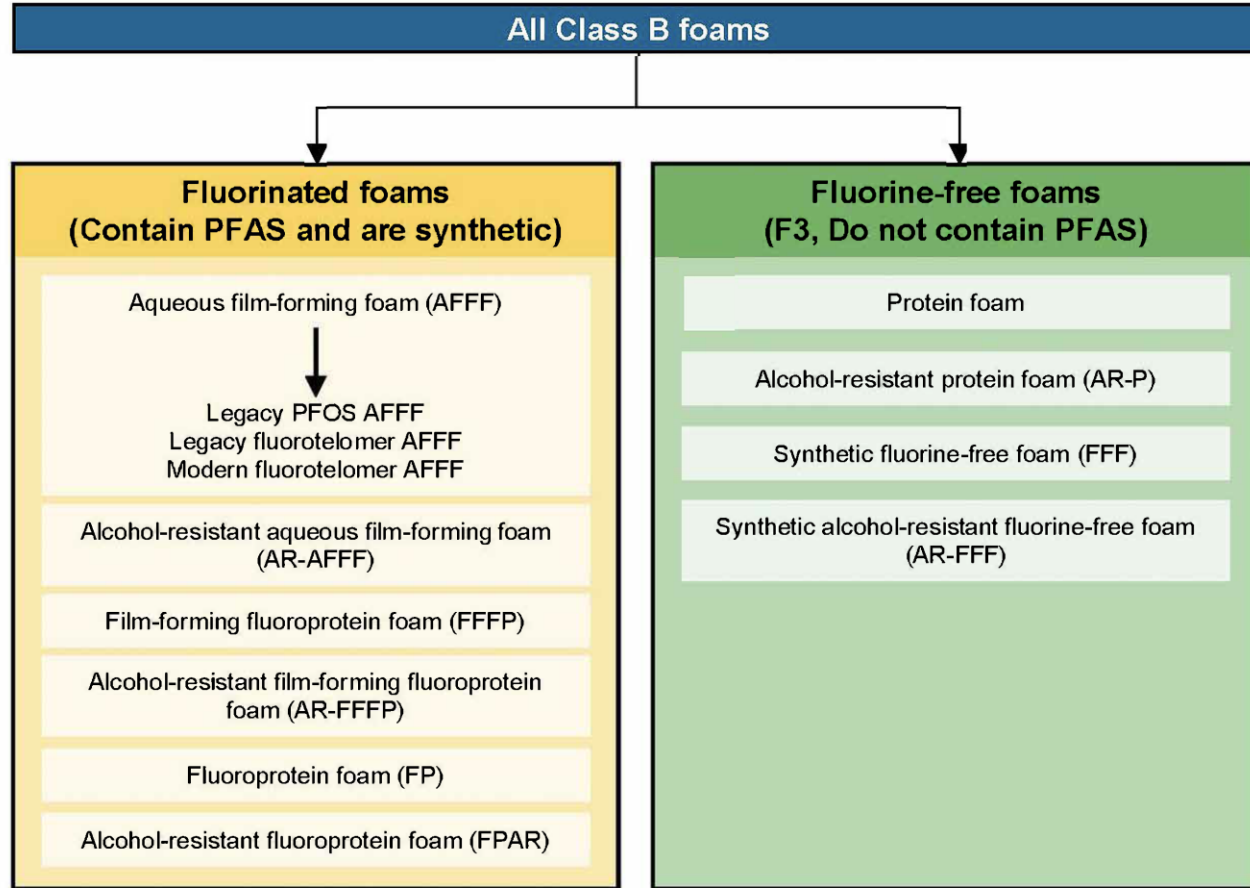 All Class B foams
Fluorinated foams
(Contain PFAS and are synthetic)
Aqueous film-forming foam (AFFF)
Legacy PFOS AFFF
Legacy fluorotelomer AFFF
Modern fluorotelomer AFFF
Alcohol-resistant aqueous film-forming foam
(AR-AFFF)
Film-forming fluoroprotein foam (FFFP)
Alcohol-resistant film-forming fluoroprotein
foam (AR-FFFP)
Fluoroprotein foam (FP)
Alcohol-resistant fluoroprotein foam (FPAR)
Fluorine-free foams
(F3, Do not contain PFAS)
Protein foam
Alcohol-resistant protein foam (AR-P)
Synthetic fluorine-free foam (FFF)
Synthetic alcohol-resistant fluorine-free foam
(AR-FFF)